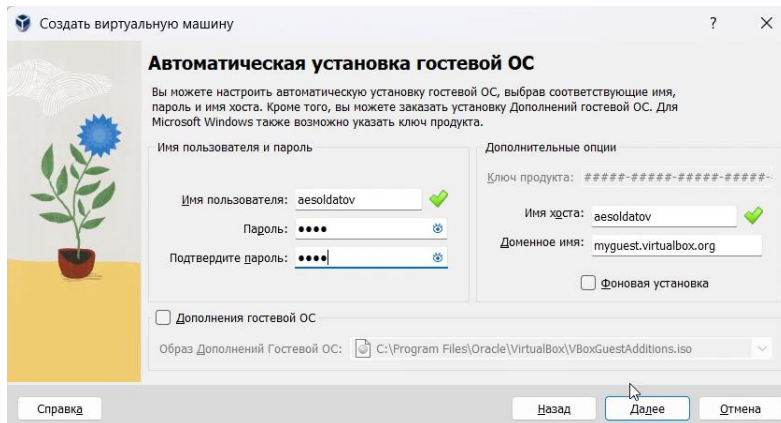 Создать виртуальную машину
? ×
Автоматическая установка гостевой ОС
Вы можете настроить автоматическую установку гостевой ОС, выбрав соответствующие имя,
пароль и имя хоста. Кроме того, вы можете заказать установку Дополнений гостевой ОС. Для
Microsoft Windows также возможно указать ключ продукта.
Имя пользователя и пароль
Имя пользователя: aesoldatov
Пароль: ●●●●
Подтвердите пароль: ●●●●
Дополнительные опции
Ключ продукта: #####-#####-#####-#####-
Имя хоста: aesoldatov
Доменное имя: myguest.virtualbox.org
Фоновая установка
Дополнения гостевой ОС
Образ Дополнений Гостевой ОС: C:\Program Files\Oracle\VirtualBox\VBoxGuestAdditions.iso
Справка Назад Далее Отмена